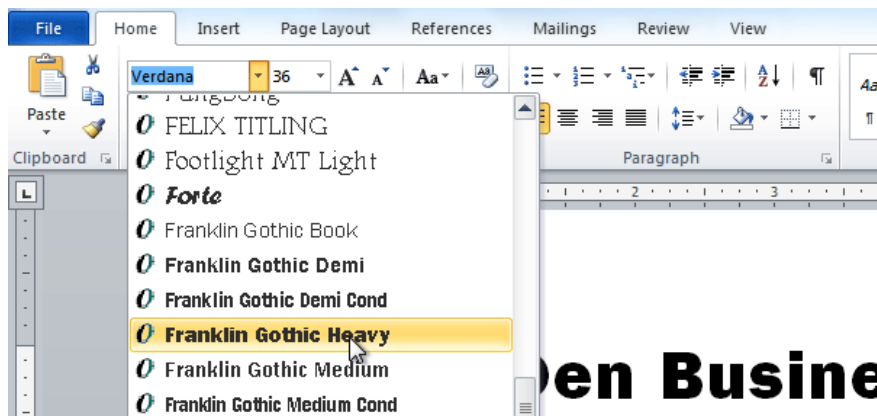 File Home Insert Page Layout References Mailings Review View
Verdana 36
Paste
Clipboard
Paragraph
FangSong
FELIX TITLING
Footlight MT Light
Forte
Franklin Gothic Book
Franklin Gothic Demi
Franklin Gothic Demi Cond
Franklin Gothic Heavy
Franklin Gothic Medium
Franklin Gothic Medium Cond
2 3
en Busine